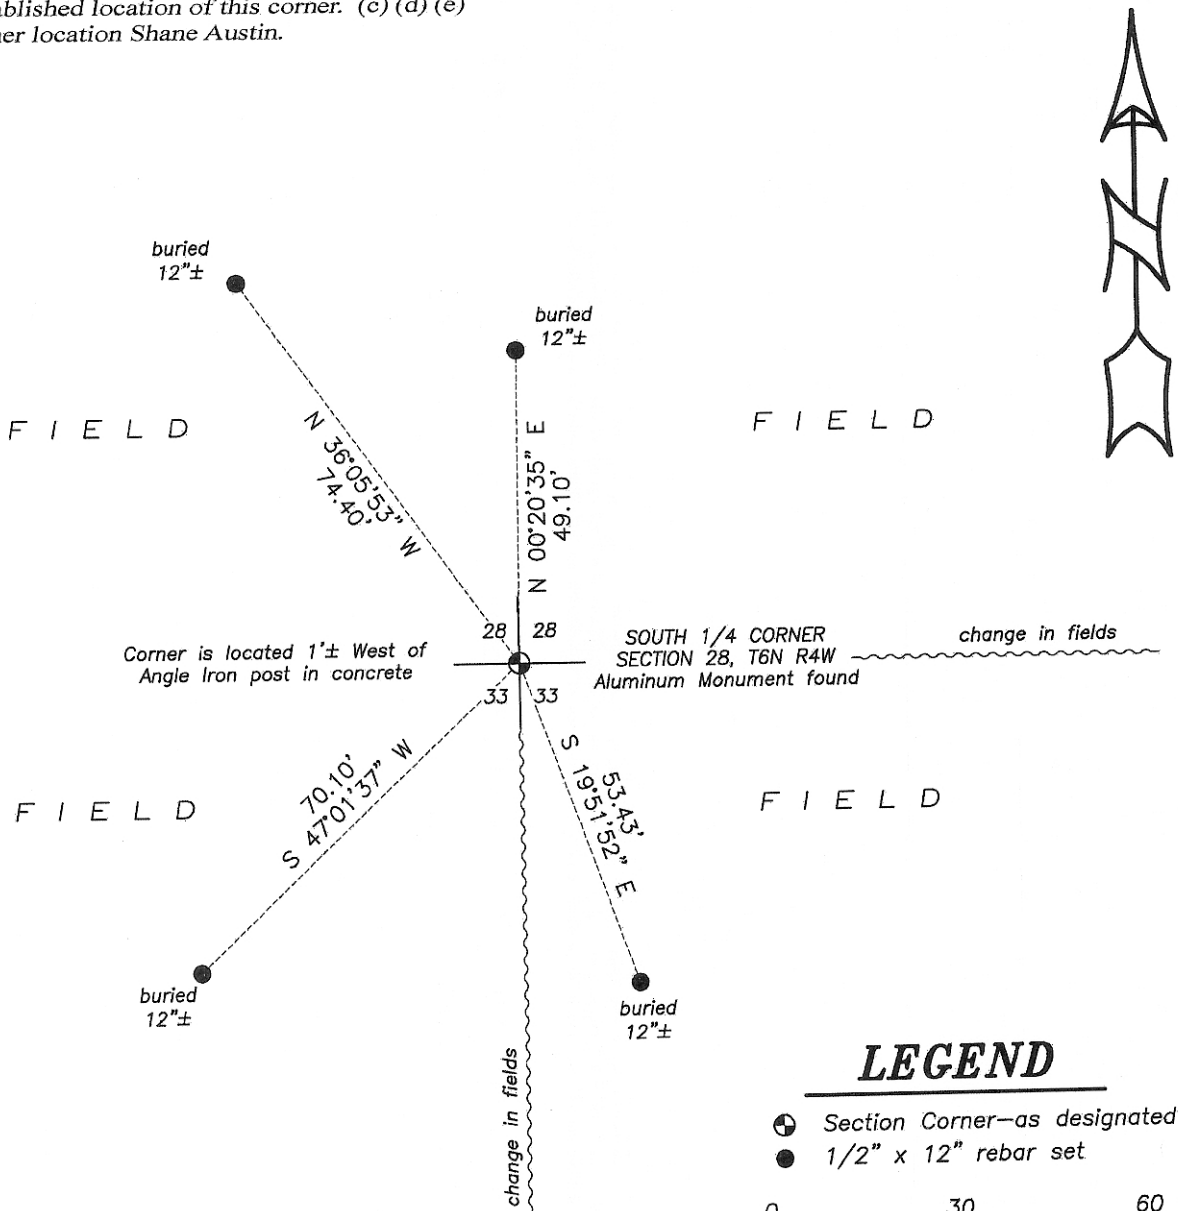 blished location of this corner. (c) (d) (e)
er location Shane Austin.
buried
12"±
buried
12"±
F I E L D
F I E L D
N 36°05'53" W
74.40'
N 00°20'35" E
49.10'
28 28
Corner is located 1'± West of
Angle Iron post in concrete
SOUTH 1/4 CORNER
SECTION 28, T6N R4W
Aluminum Monument found
change in fields
33 33
70.10'
S 47°01'37" W
53.43'
S 19°51'52" E
F I E L D
F I E L D
buried
12"±
buried
12"±
change in fields
LEGEND
Section Corner-as designated
1/2" x 12" rebar set
0 30 60